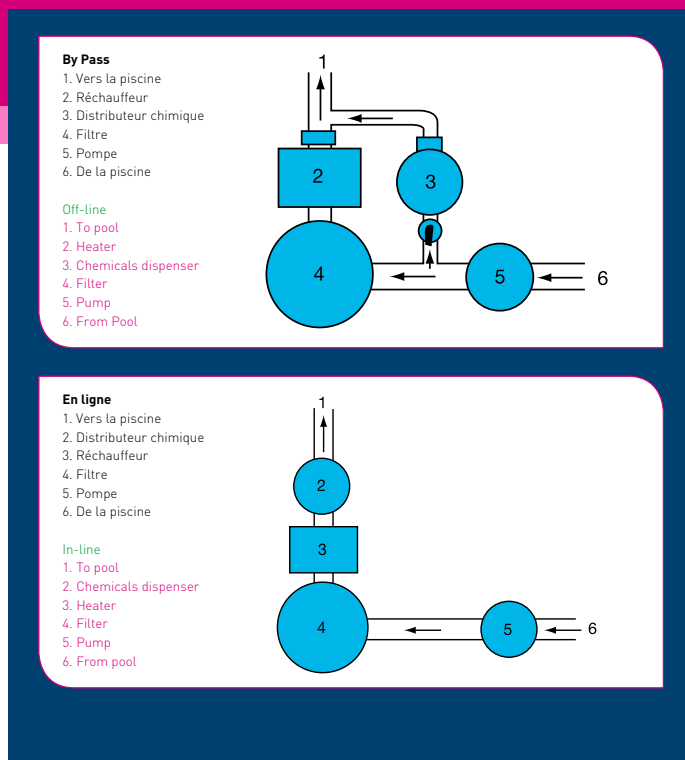 By Pass
1. Vers la piscine
2. Réchauffeur
3. Distributeur chimique
4. Filtre
5. Pompe
6. De la piscine
Off-line
1. To pool
2. Heater
3. Chemicals dispenser
4. Filter
5. Pump
6. From Pool
1
2
3
4
5
6
En ligne
1. Vers la piscine
2. Distributeur chimique
3. Réchauffeur
4. Filtre
5. Pompe
6. De la piscine
In-line
1. To pool
2. Chemicals dispenser
3. Heater
4. Filter
5. Pump
6. From pool
1
2
3
4
5
6